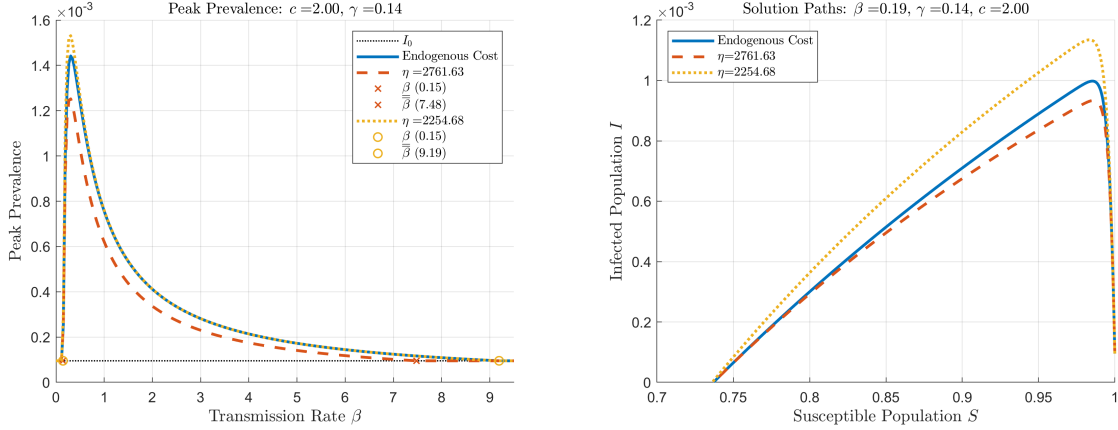 Peak Prevalence: c =2.00, γ =0.14
×10⁻³
1.6
1.4
1.2
1
0.8
0.6
0.4
0.2
0
Peak Prevalence
I₀
Endogenous Cost
η =2761.63
β (0.15)
β̿ (7.48)
η =2254.68
β (0.15)
β̿ (9.19)
0 1 2 3 4 5 6 7 8 9
Transmission Rate β
Solution Paths: β =0.19, γ =0.14, c =2.00
×10⁻³
1.2
1
0.8
0.6
0.4
0.2
0
Infected Population I
Endogenous Cost
η=2761.63
η=2254.68
0.7 0.75 0.8 0.85 0.9 0.95 1
Susceptible Population S